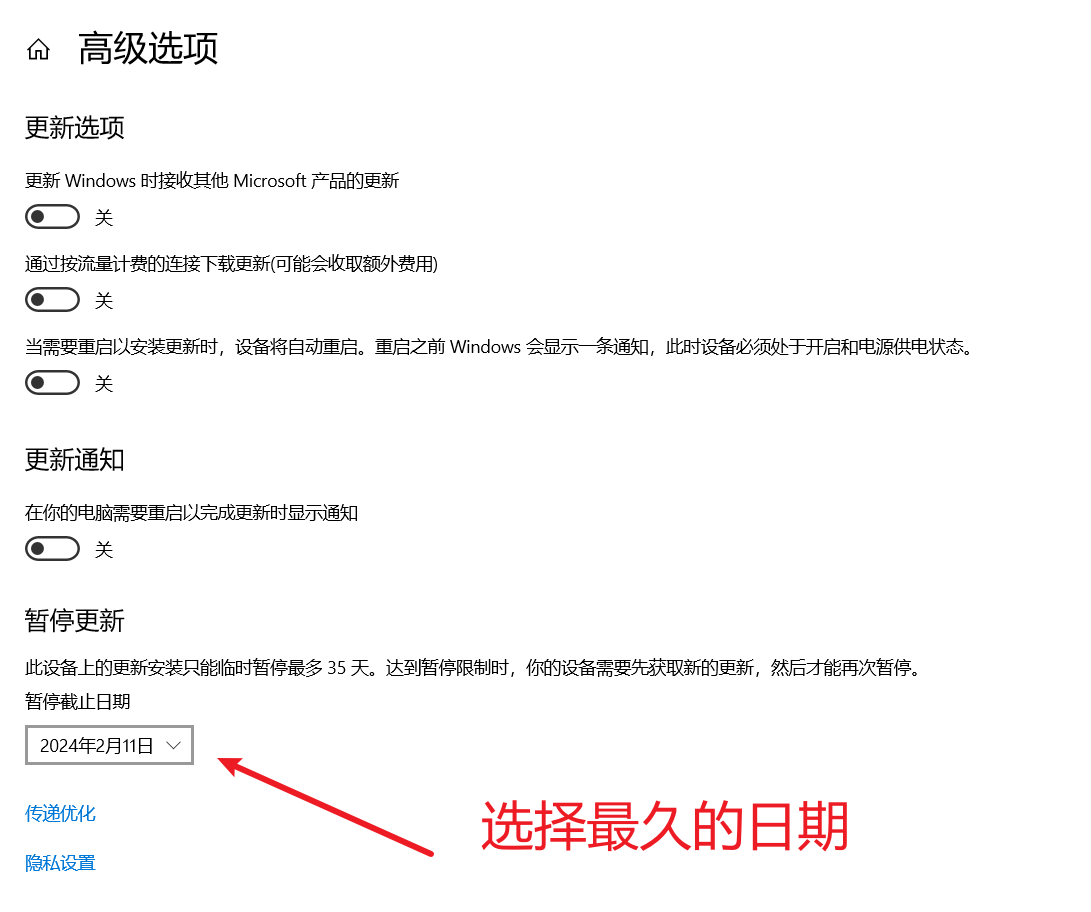 高级选项
更新选项
更新 Windows 时接收其他 Microsoft 产品的更新
关
通过按流量计费的连接下载更新(可能会收取额外费用)
关
当需要重启以安装更新时，设备将自动重启。重启之前 Windows 会显示一条通知，此时设备必须处于开启和电源供电状态。
关
更新通知
在你的电脑需要重启以完成更新时显示通知
关
暂停更新
此设备上的更新安装只能临时暂停最多 35 天。达到暂停限制时，你的设备需要先获取新的更新，然后才能再次暂停。
暂停截止日期
2024年2月11日
传递优化
选择最久的日期
隐私设置